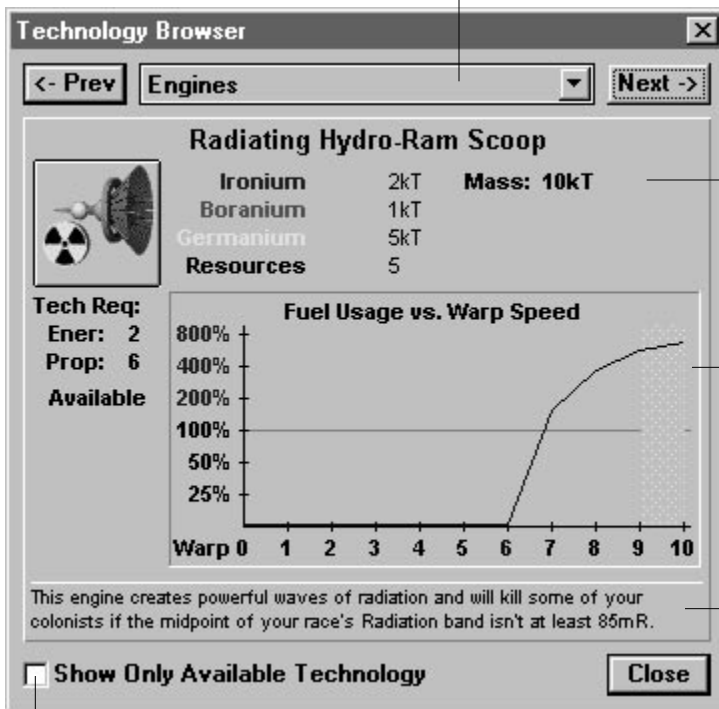 Technology Browser
<- Prev
Engines
Next ->
Radiating Hydro-Ram Scoop
Ironium 2kT Mass: 10kT
Boranium 1kT
Germanium 5kT
Resources 5
Tech Req:
Ener: 2
Prop: 6
Available
Fuel Usage vs. Warp Speed
800%
400%
200%
100%
50%
25%
Warp 0 1 2 3 4 5 6 7 8 9 10
This engine creates powerful waves of radiation and will kill some of your
colonists if the midpoint of your race's Radiation band isn't at least 85mR.
Show Only Available Technology
Close